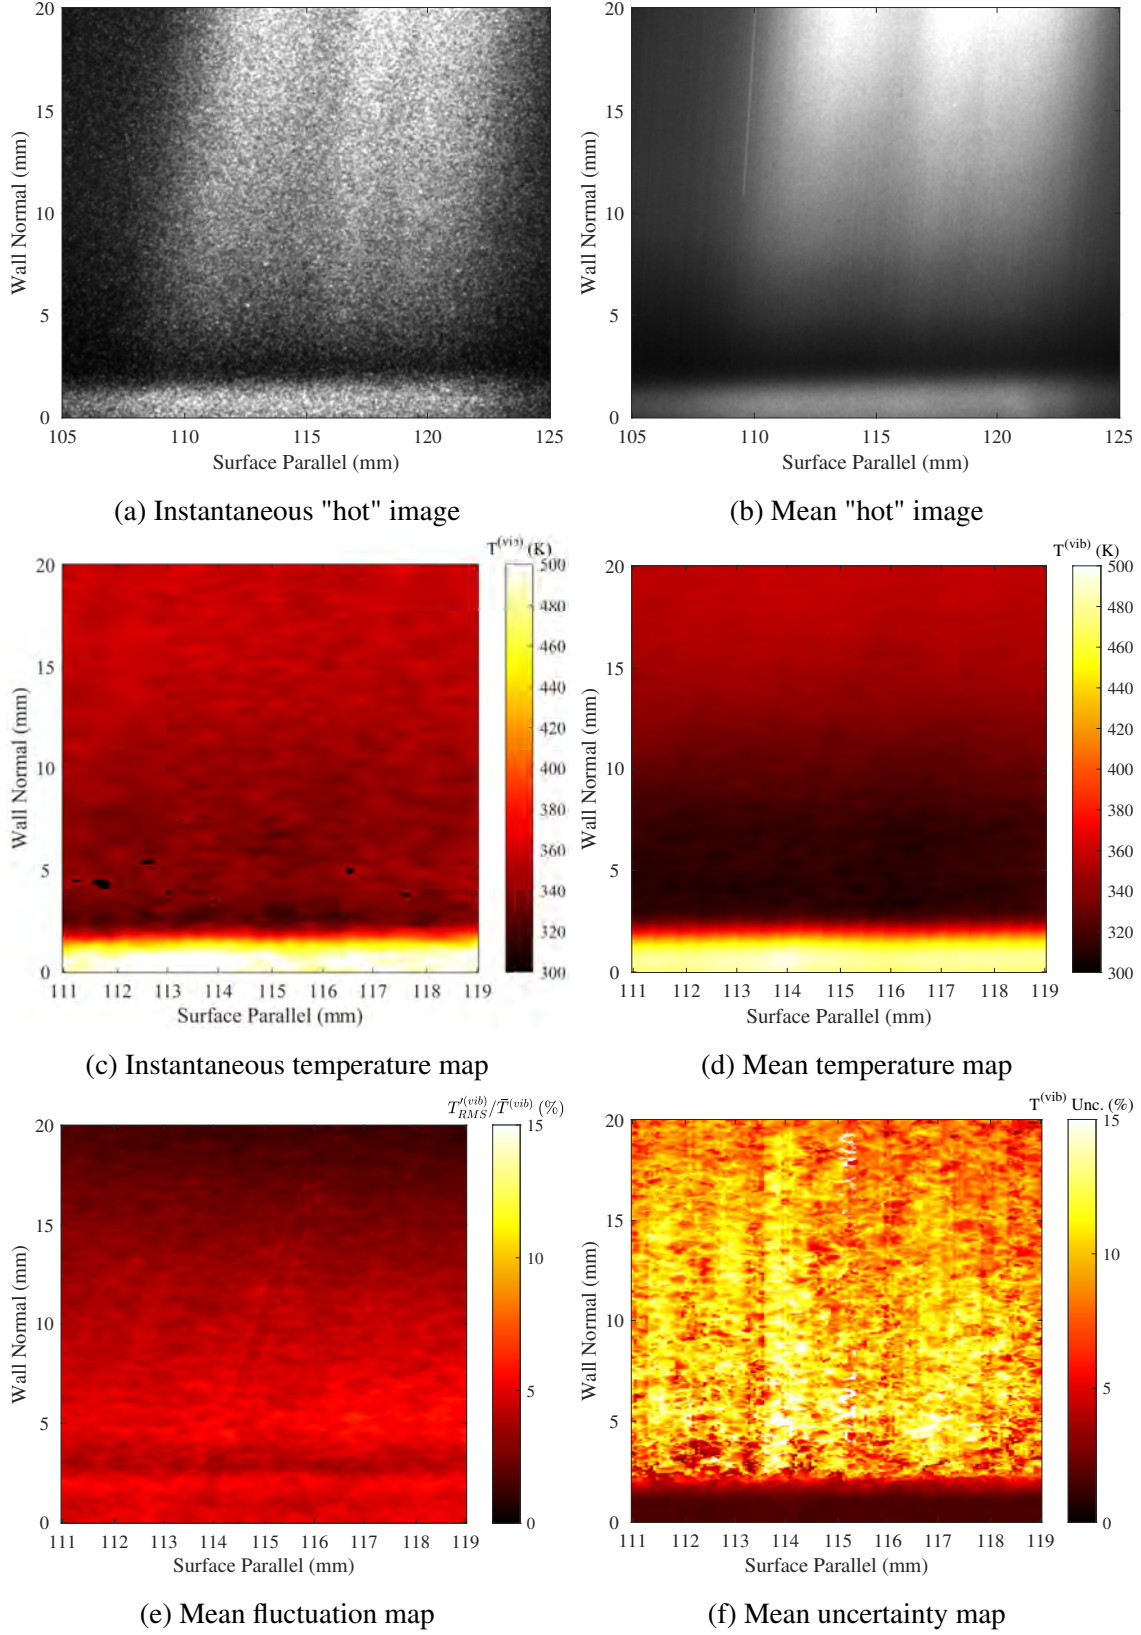 20
15
10
5
0
Wall Normal (mm)
105 110 115 120 125
Surface Parallel (mm)
(a) Instantaneous "hot" image
20
15
10
5
0
Wall Normal (mm)
105 110 115 120 125
Surface Parallel (mm)
(b) Mean "hot" image
T(vib) (K)
20
15
10
5
0
Wall Normal (mm)
111 112 113 114 115 116 117 118 119
Surface Parallel (mm)
500
480
460
440
420
400
380
360
340
320
300
(c) Instantaneous temperature map
T(vib) (K)
20
15
10
5
0
Wall Normal (mm)
111 112 113 114 115 116 117 118 119
Surface Parallel (mm)
500
480
460
440
420
400
380
360
340
320
300
(d) Mean temperature map
T′(vib)RMS/T̄(vib) (%)
20
15
10
5
0
Wall Normal (mm)
111 112 113 114 115 116 117 118 119
Surface Parallel (mm)
15
10
5
0
(e) Mean fluctuation map
T(vib) Unc. (%)
20
15
10
5
0
Wall Normal (mm)
111 112 113 114 115 116 117 118 119
Surface Parallel (mm)
15
10
5
0
(f) Mean uncertainty map